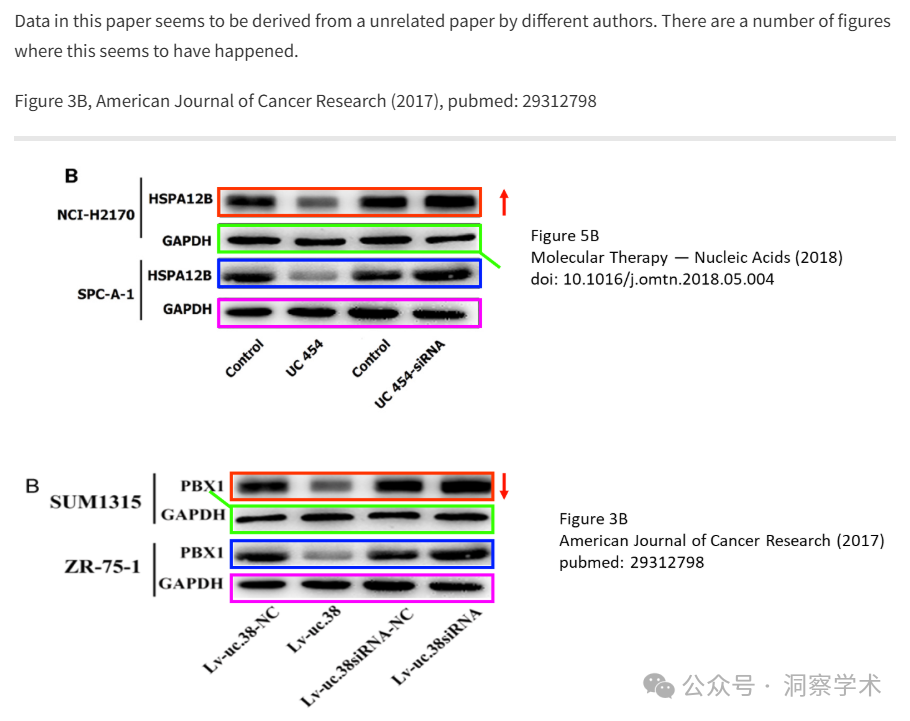 Data in this paper seems to be derived from a unrelated paper by different authors. There are a number of figures
where this seems to have happened.
Figure 3B, American Journal of Cancer Research (2017), pubmed: 29312798
B
NCI-H2170
HSPA12B
GAPDH
SPC-A-1
HSPA12B
GAPDH
Control
UC 454
Control
UC 454-siRNA
Figure 5B
Molecular Therapy — Nucleic Acids (2018)
doi: 10.1016/j.omtn.2018.05.004
B
SUM1315
PBX1
GAPDH
ZR-75-1
PBX1
GAPDH
Lv-uc.38-NC
Lv-uc.38
Lv-uc.38siRNA-NC
Lv-uc.38siRNA
Figure 3B
American Journal of Cancer Research (2017)
pubmed: 29312798
公众号 · 洞察学术